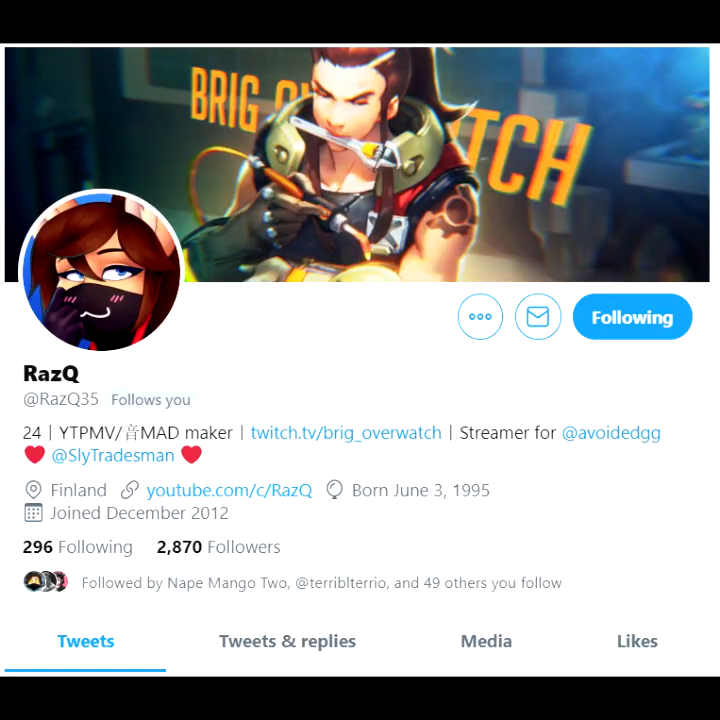 BRIG
TCH
Following
RazQ
@RazQ35 Follows you
24 | YTPMV/音MAD maker | twitch.tv/brig_overwatch | Streamer for @avoidedgg
❤️ @SlyTradesman ❤️
Finland youtube.com/c/RazQ Born June 3, 1995
Joined December 2012
296 Following 2,870 Followers
Followed by Nape Mango Two, @terriblterrio, and 49 others you follow
Tweets Tweets & replies Media Likes